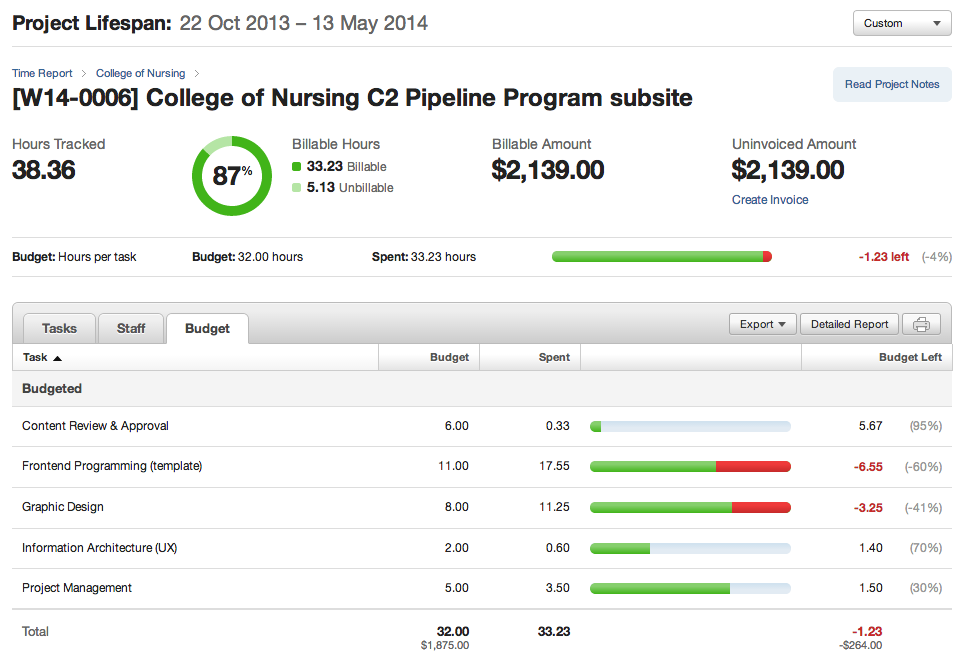 Project Lifespan: 22 Oct 2013 – 13 May 2014
Custom
Time Report > College of Nursing >
[W14-0006] College of Nursing C2 Pipeline Program subsite
Read Project Notes
Hours Tracked
38.36
87%
Billable Hours
33.23 Billable
5.13 Unbillable
Billable Amount
$2,139.00
Uninvoiced Amount
$2,139.00
Create Invoice
Budget: Hours per task Budget: 32.00 hours Spent: 33.23 hours -1.23 left (-4%)
Tasks Staff Budget Export Detailed Report
Task Budget Spent Budget Left
Budgeted
Content Review & Approval 6.00 0.33 5.67 (95%)
Frontend Programming (template) 11.00 17.55 -6.55 (-60%)
Graphic Design 8.00 11.25 -3.25 (-41%)
Information Architecture (UX) 2.00 0.60 1.40 (70%)
Project Management 5.00 3.50 1.50 (30%)
Total 32.00 33.23 -1.23
$1,875.00 -$264.00